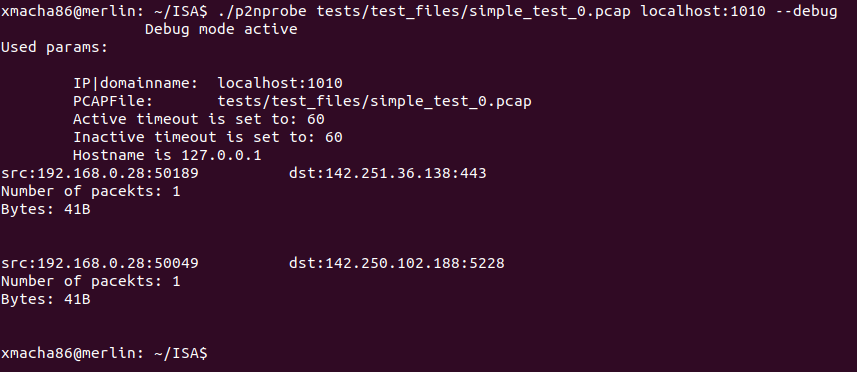 xmacha86@merlin: ~/ISA$ ./p2nprobe tests/test_files/simple_test_0.pcap localhost:1010 --debug
Debug mode active
Used params:
IP|domainname: localhost:1010
PCAPFile: tests/test_files/simple_test_0.pcap
Active timeout is set to: 60
Inactive timeout is set to: 60
Hostname is 127.0.0.1
src:192.168.0.28:50189 dst:142.251.36.138:443
Number of pacekts: 1
Bytes: 41B
src:192.168.0.28:50049 dst:142.250.102.188:5228
Number of pacekts: 1
Bytes: 41B
xmacha86@merlin: ~/ISA$